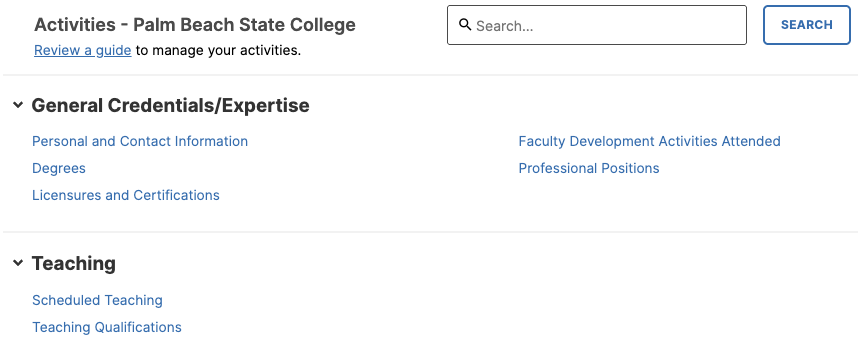 Activities - Palm Beach State College
Search...
SEARCH
Review a guide to manage your activities.
General Credentials/Expertise
Personal and Contact Information
Faculty Development Activities Attended
Degrees
Professional Positions
Licensures and Certifications
Teaching
Scheduled Teaching
Teaching Qualifications